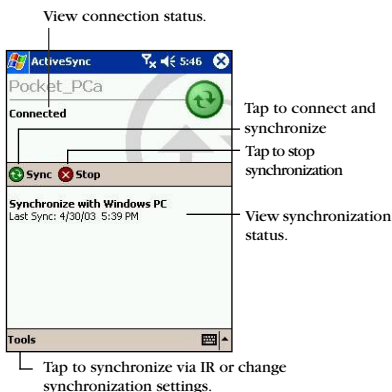 View connection status.
ActiveSync 5:46
Pocket_PCa
Connected
Tap to connect and
synchronize
Tap to stop
synchronization
Sync Stop
Synchronize with Windows PC
Last Sync: 4/30/03 5:39 PM
View synchronization
status.
Tools
Tap to synchronize via IR or change
synchronization settings.